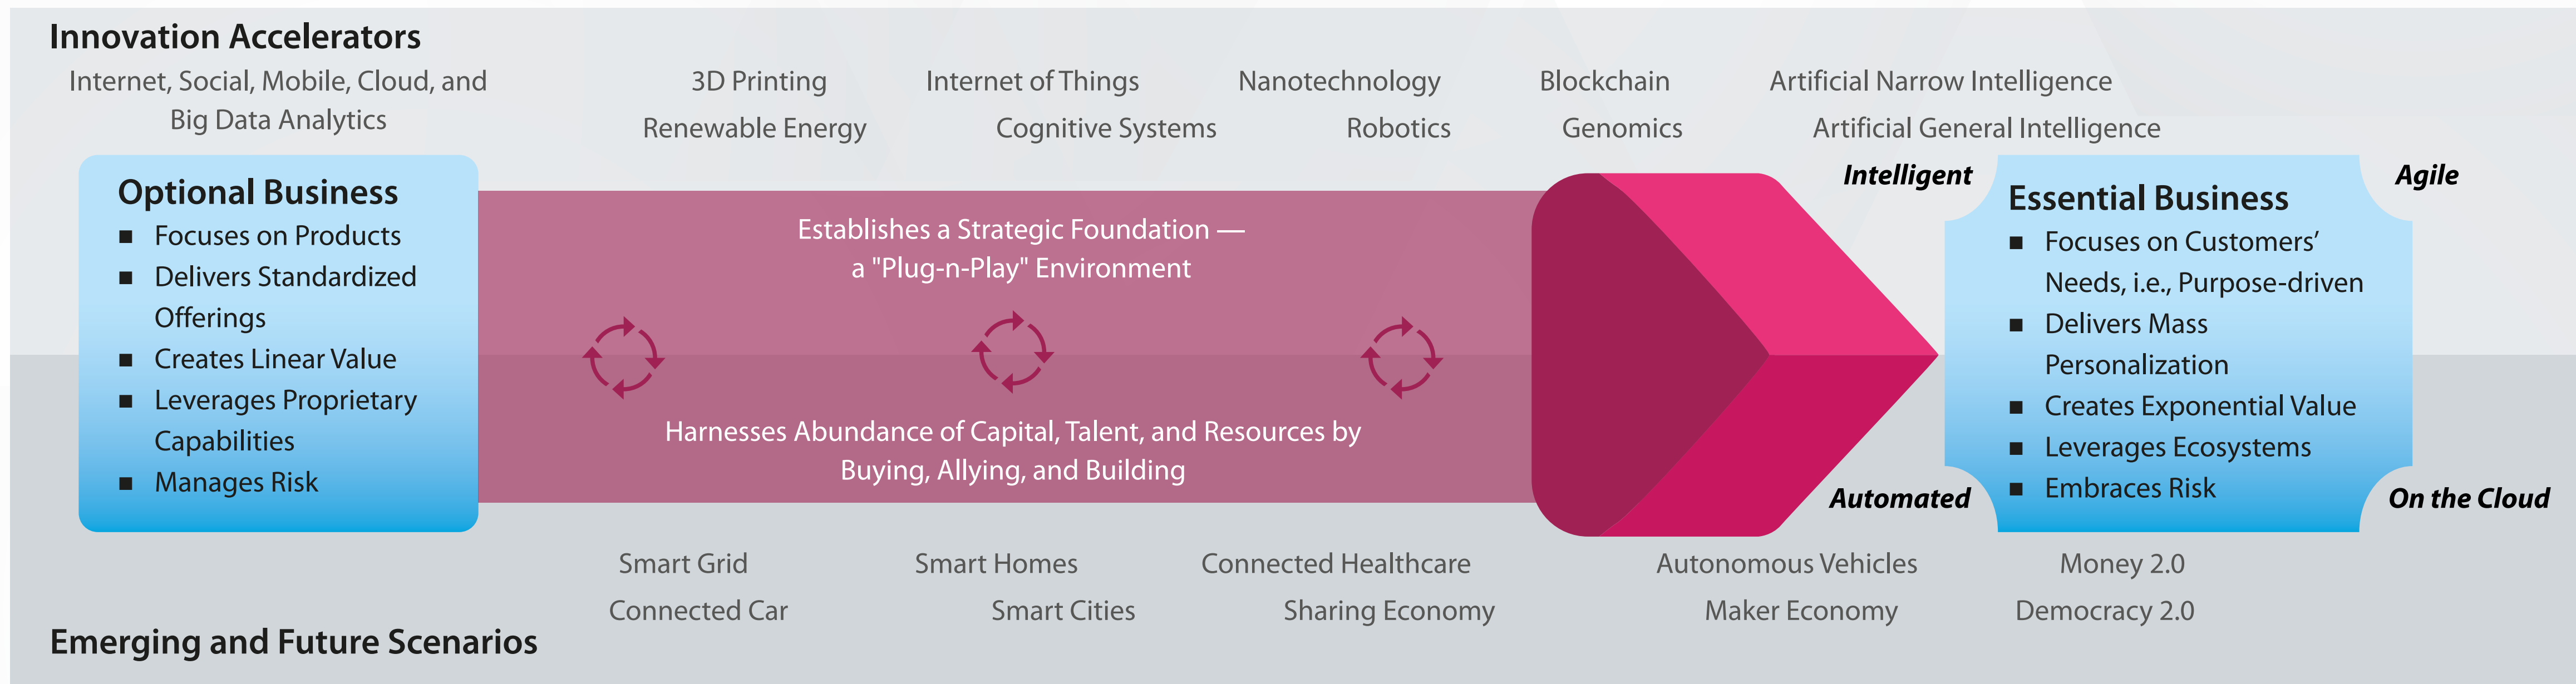 Innovation Accelerators
Internet, Social, Mobile, Cloud, and
Big Data Analytics
3D Printing
Renewable Energy
Internet of Things
Cognitive Systems
Nanotechnology
Robotics
Blockchain
Genomics
Artificial Narrow Intelligence
Artificial General Intelligence
Optional Business
■ Focuses on Products
■ Delivers Standardized
Offerings
■ Creates Linear Value
■ Leverages Proprietary
Capabilities
■ Manages Risk
Establishes a Strategic Foundation —
a "Plug-n-Play" Environment
Harnesses Abundance of Capital, Talent, and Resources by
Buying, Allying, and Building
Intelligent
Agile
Essential Business
■ Focuses on Customers’
Needs, i.e., Purpose-driven
■ Delivers Mass
Personalization
■ Creates Exponential Value
■ Leverages Ecosystems
■ Embraces Risk
Automated
On the Cloud
Smart Grid
Connected Car
Smart Homes
Smart Cities
Connected Healthcare
Sharing Economy
Autonomous Vehicles
Maker Economy
Money 2.0
Democracy 2.0
Emerging and Future Scenarios